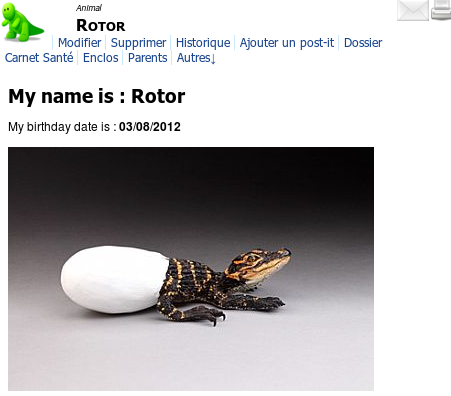 Animal
Rotor
Modifier Supprimer Historique Ajouter un post-it Dossier
Carnet Santé Enclos Parents Autres↓
My name is : Rotor
My birthday date is : 03/08/2012